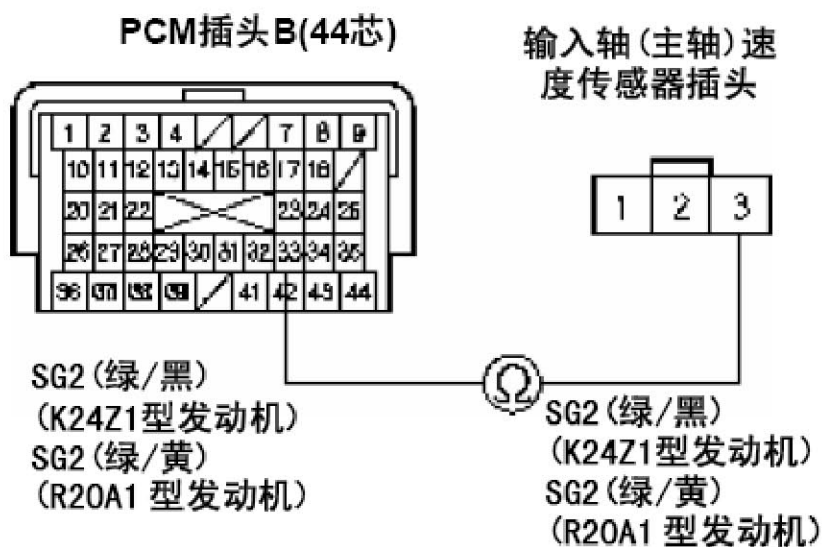 PCM插头B(44芯)
输入轴(主轴)速
度传感器插头
1 2 3 4 7 8 9
10 11 12 13 14 15 16 17 18
20 21 22 23 24 25
26 27 28 29 30 31 32 33 34 35
36 37 38 39 41 42 43 44
1 2 3
Ω
SG2(绿/黑)
(K24Z1型发动机)
SG2(绿/黄)
(R20A1 型发动机)
SG2(绿/黑)
(K24Z1型发动机)
SG2(绿/黄)
(R20A1 型发动机)